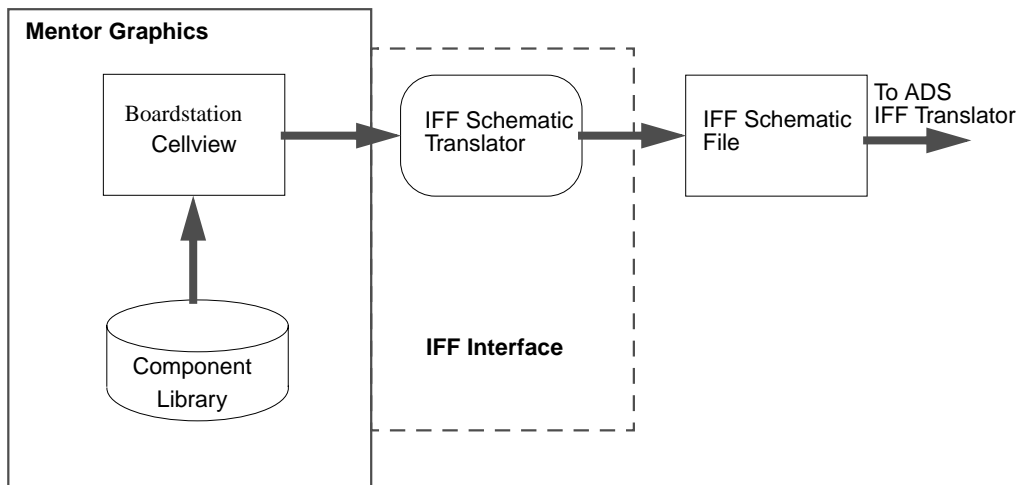 Mentor Graphics
Boardstation
Cellview
IFF Schematic
Translator
IFF Schematic
File
To ADS
IFF Translator
IFF Interface
Component
Library